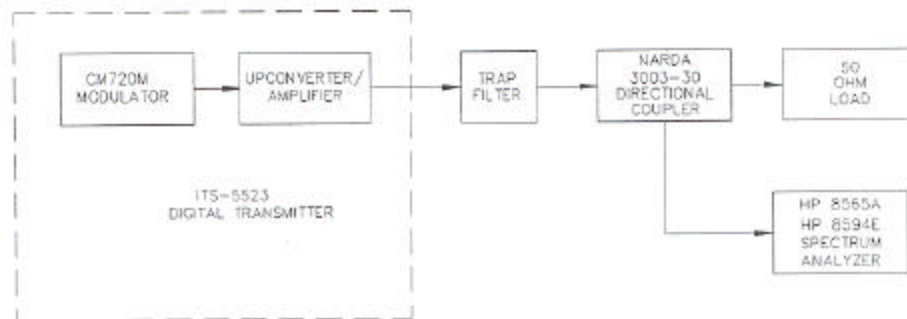 CM720M
MODULATOR
UPCONVERTER/
AMPLIFIER
TRAP
FILTER
NARDA
3003-30
DIRECTIONAL
COUPLER
50
OHM
LOAD
ITS-5523
DIGITAL TRANSMITTER
HP 8565A
HP 8594E
SPECTRUM
ANALYZER